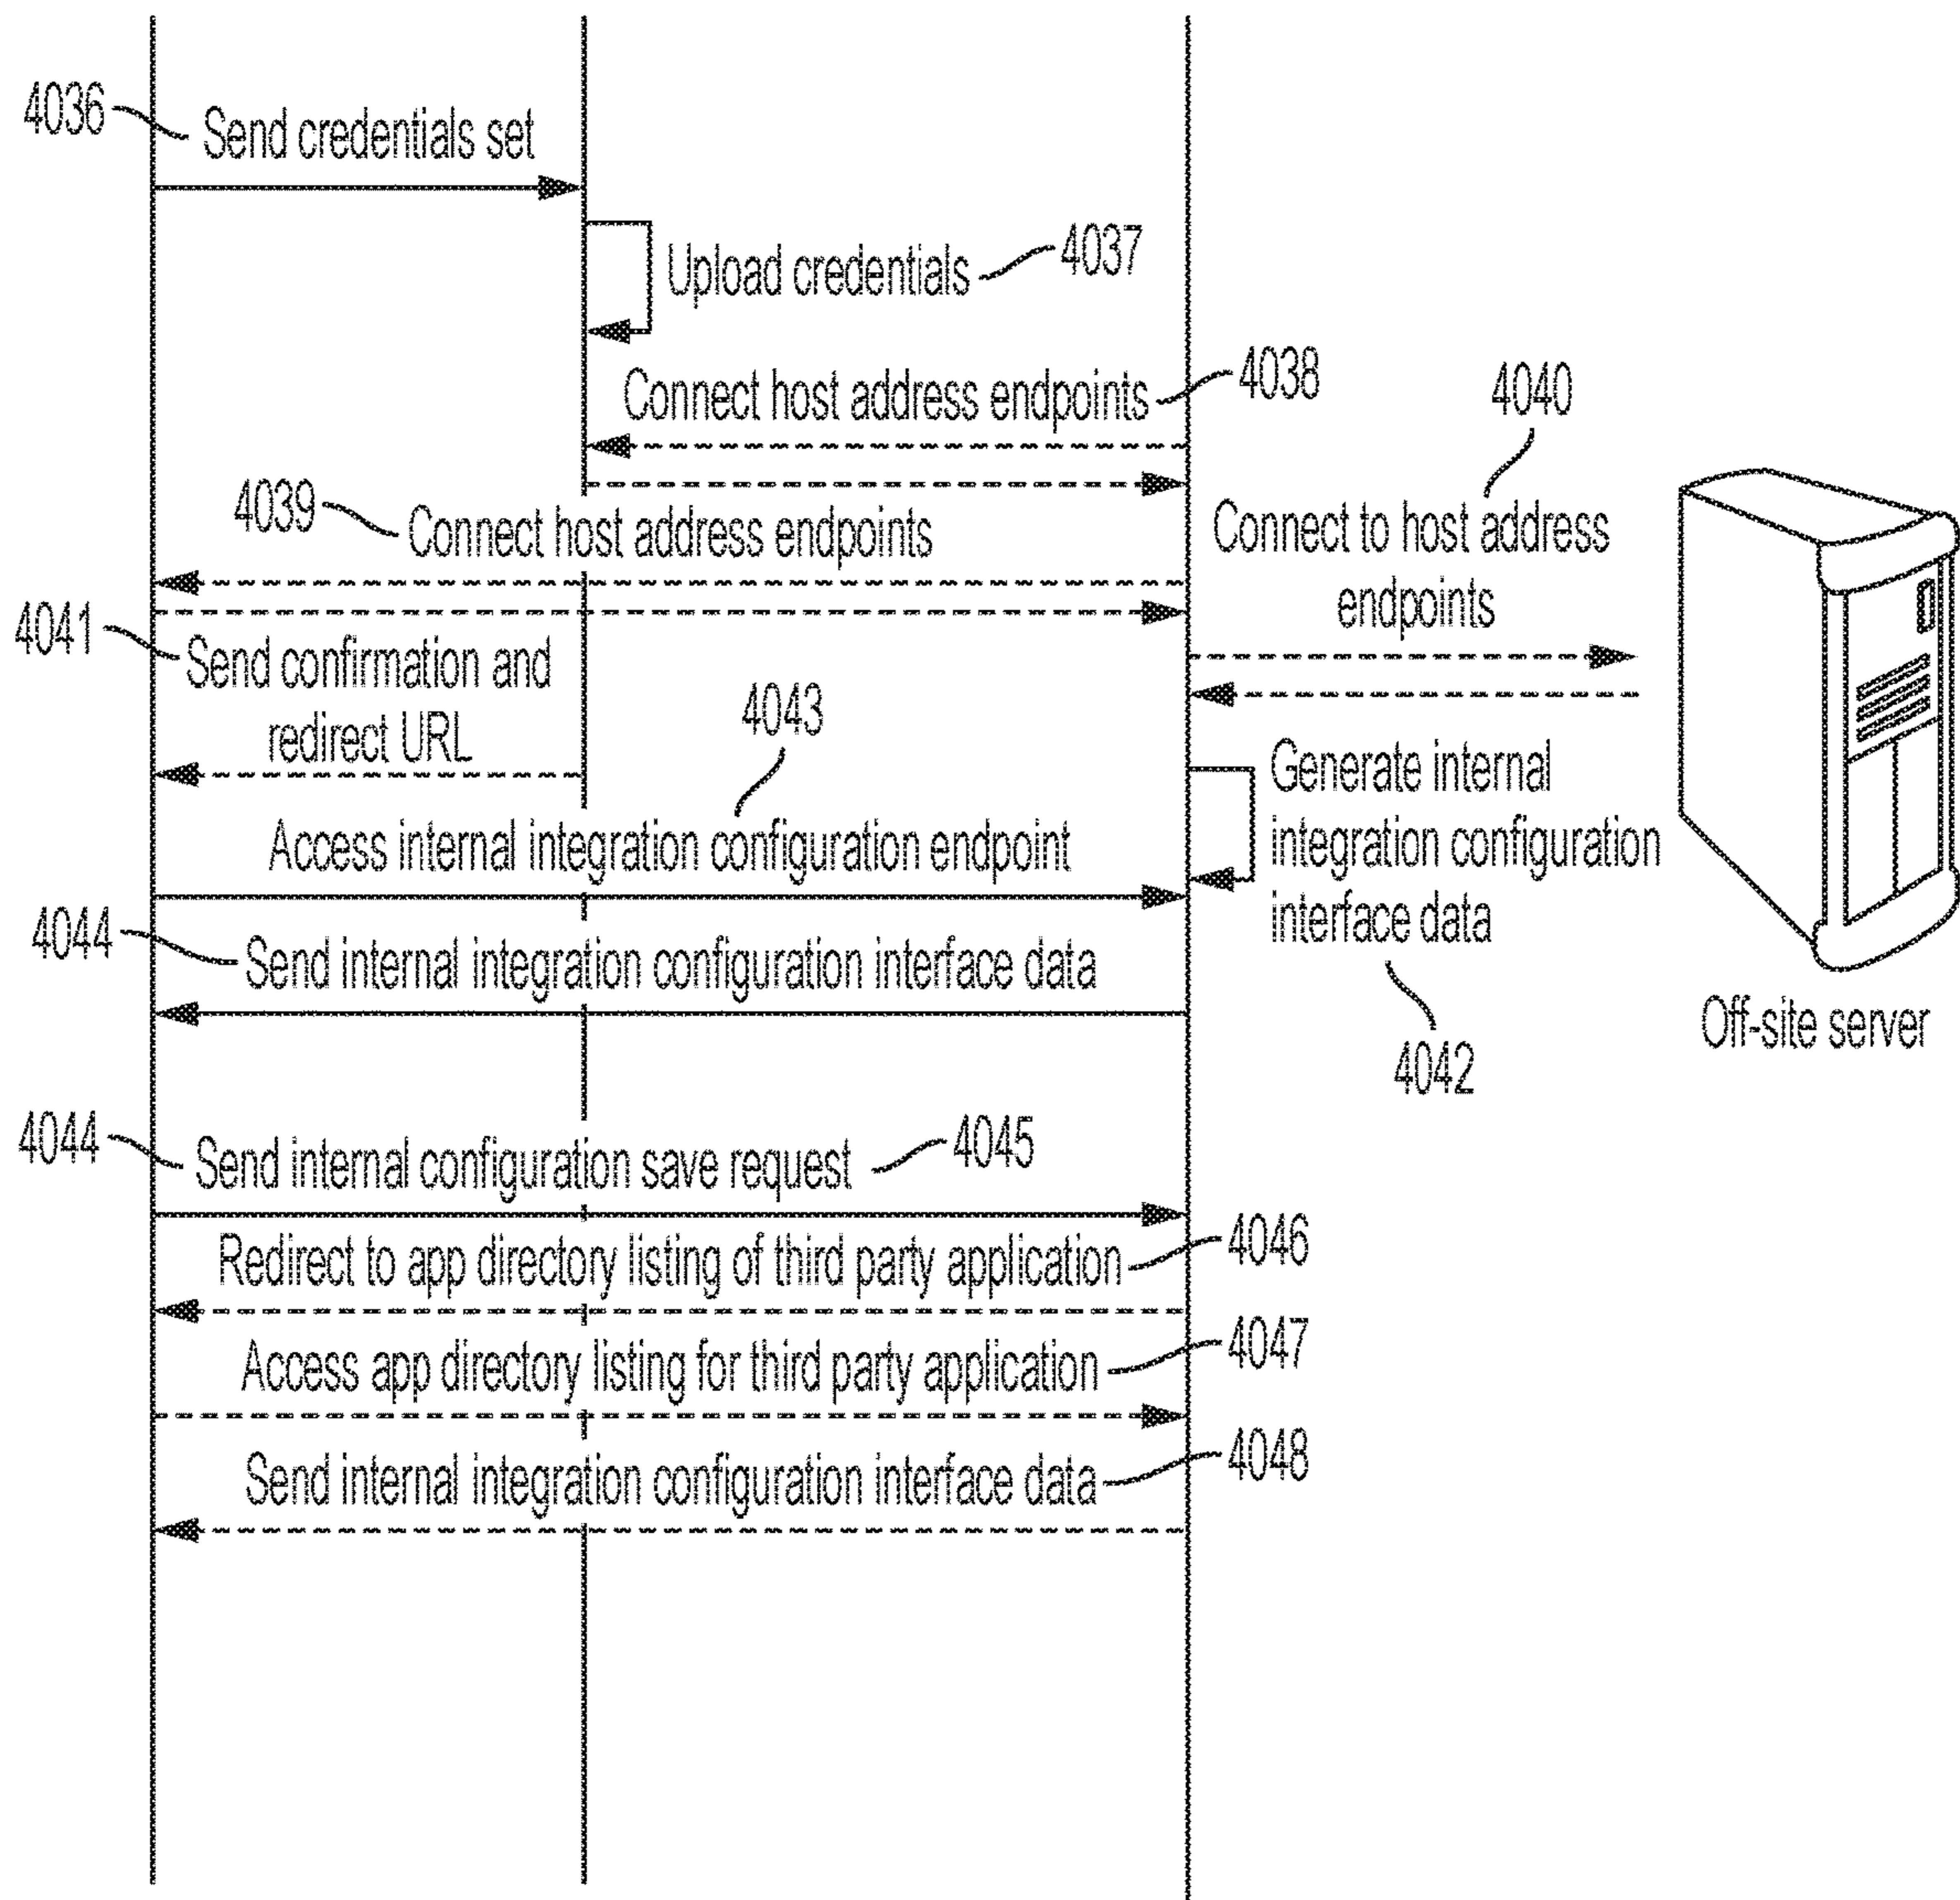 4036
Send credentials set
Upload credentials
4037
Connect host address endpoints
4038
4039
Connect host address endpoints
4040
Connect to host address
endpoints
4041
Send confirmation and
redirect URL
4043
Access internal integration configuration endpoint
Generate internal
integration configuration
interface data
4042
Off-site server
4044
Send internal integration configuration interface data
4044
Send internal configuration save request
4045
Redirect to app directory listing of third party application
4046
Access app directory listing for third party application
4047
Send internal integration configuration interface data
4048